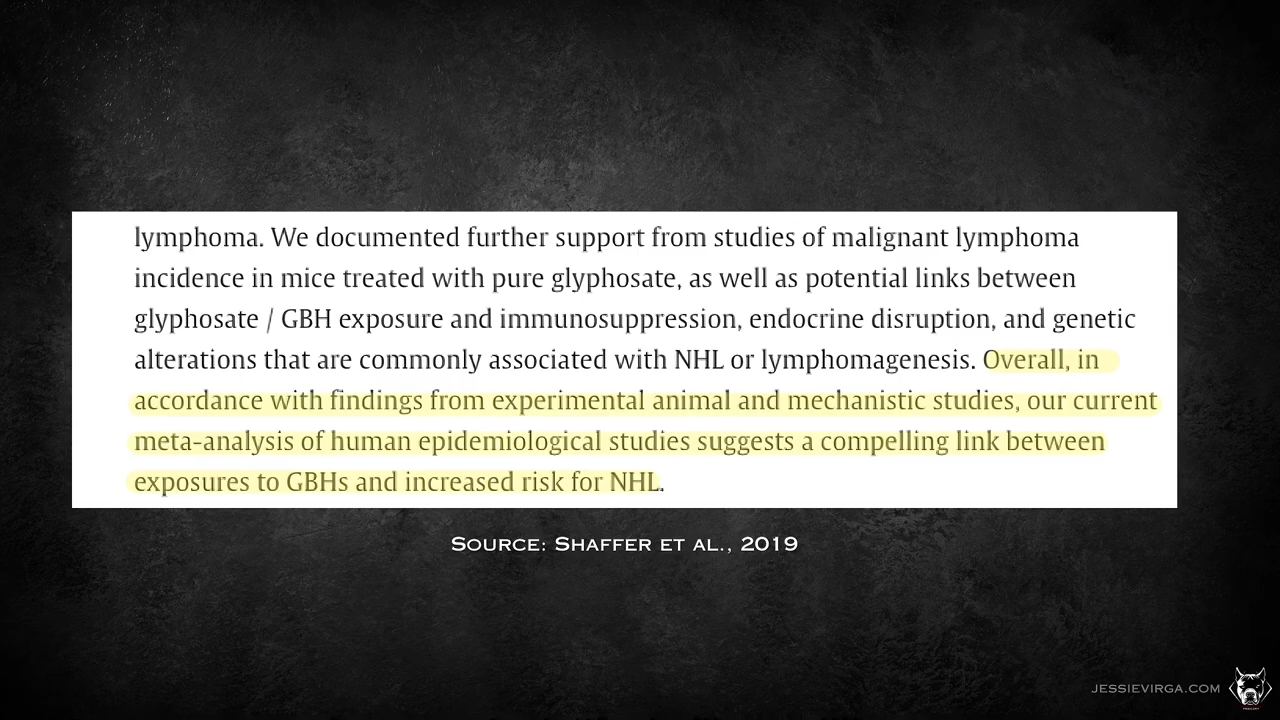 lymphoma. We documented further support from studies of malignant lymphoma
incidence in mice treated with pure glyphosate, as well as potential links between
glyphosate / GBH exposure and immunosuppression, endocrine disruption, and genetic
alterations that are commonly associated with NHL or lymphomagenesis. Overall, in
accordance with findings from experimental animal and mechanistic studies, our current
meta-analysis of human epidemiological studies suggests a compelling link between
exposures to GBHs and increased risk for NHL.
Source: Shaffer et al., 2019
JESSIEVIRGA.COM